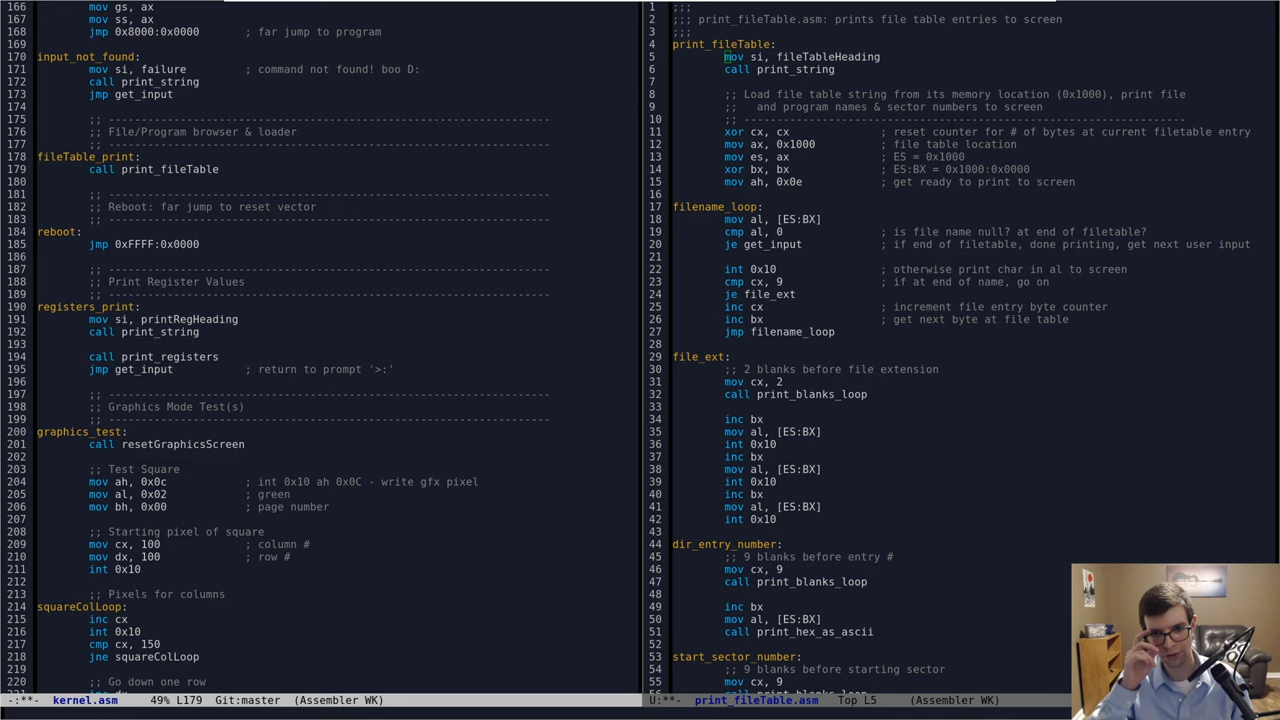 166 mov gs, ax
167 mov ss, ax
168 jmp 0x8000:0x0000 ; far jump to program
169
170 input_not_found:
171 mov si, failure ; command not found! boo D:
172 call print_string
173 jmp get_input
174
175 ;; -----------------------------------------------------------
176 ;; File/Program browser & loader
177 ;; -----------------------------------------------------------
178 fileTable_print:
179 call print_fileTable
180
181 ;; -----------------------------------------------------------
182 ;; Reboot: far jump to reset vector
183 ;; -----------------------------------------------------------
184 reboot:
185 jmp 0xFFFF:0x0000
186
187 ;; -----------------------------------------------------------
188 ;; Print Register Values
189 ;; -----------------------------------------------------------
190 registers_print:
191 mov si, printRegHeading
192 call print_string
193
194 call print_registers
195 jmp get_input ; return to prompt '>:'
196
197 ;; -----------------------------------------------------------
198 ;; Graphics Mode Test(s)
199 ;; -----------------------------------------------------------
200 graphics_test:
201 call resetGraphicsScreen
202
203 ;; Test Square
204 mov ah, 0x0c ; int 0x10 ah 0x0C - write gfx pixel
205 mov al, 0x02 ; green
206 mov bh, 0x00 ; page number
207
208 ;; Starting pixel of square
209 mov cx, 100 ; column #
210 mov dx, 100 ; row #
211 int 0x10
212
213 ;; Pixels for columns
214 squareColLoop:
215 inc cx
216 int 0x10
217 cmp cx, 150
218 jne squareColLoop
219
220 ;; Go down one row
-:**- kernel.asm 49% L179 Git:master (Assembler WK)
1 ;;;
2 ;;; print_fileTable.asm: prints file table entries to screen
3 ;;;
4 print_fileTable:
5 mov si, fileTableHeading
6 call print_string
7
8 ;; Load file table string from its memory location (0x1000), print file
9 ;; and program names & sector numbers to screen
10 ;; -----------------------------------------------------------
11 xor cx, cx ; reset counter for # of bytes at current filetable entry
12 mov ax, 0x1000 ; file table location
13 mov es, ax ; ES = 0x1000
14 xor bx, bx ; ES:BX = 0x1000:0x0000
15 mov ah, 0x0e ; get ready to print to screen
16
17 filename_loop:
18 mov al, [ES:BX]
19 cmp al, 0 ; is file name null? at end of filetable?
20 je get_input ; if end of filetable, done printing, get next user input
21
22 int 0x10 ; otherwise print char in al to screen
23 cmp cx, 9 ; if at end of name, go on
24 je file_ext
25 inc cx ; increment file entry byte counter
26 inc bx ; get next byte at file table
27 jmp filename_loop
28
29 file_ext:
30 ;; 2 blanks before file extension
31 mov cx, 2
32 call print_blanks_loop
33
34 inc bx
35 mov al, [ES:BX]
36 int 0x10
37 inc bx
38 mov al, [ES:BX]
39 int 0x10
40 inc bx
41 mov al, [ES:BX]
42 int 0x10
43
44 dir_entry_number:
45 ;; 9 blanks before entry #
46 mov cx, 9
47 call print_blanks_loop
48
49 inc bx
50 mov al, [ES:BX]
51 call print_hex_as_ascii
52
53 start_sector_number:
54 ;; 9 blanks before starting sector
55 mov cx, 9
U:**- print_fileTable.asm Top L5 (Assembler WK)